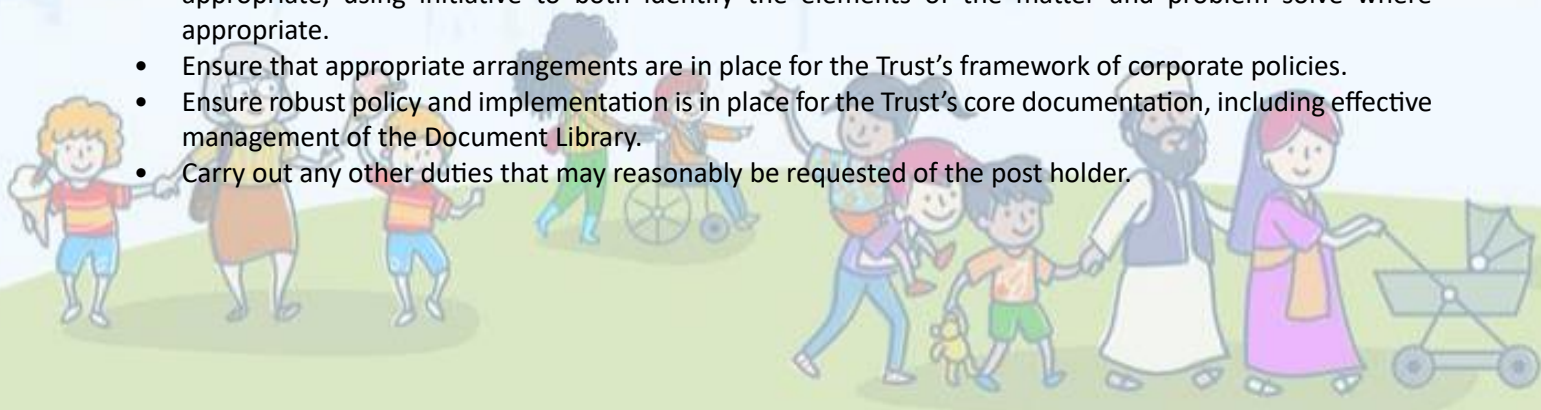 appropriate, using initiative to both identify the elements of the matter and problem solve where
appropriate.
• Ensure that appropriate arrangements are in place for the Trust’s framework of corporate policies.
• Ensure robust policy and implementation is in place for the Trust’s core documentation, including effective
management of the Document Library.
• Carry out any other duties that may reasonably be requested of the post holder.